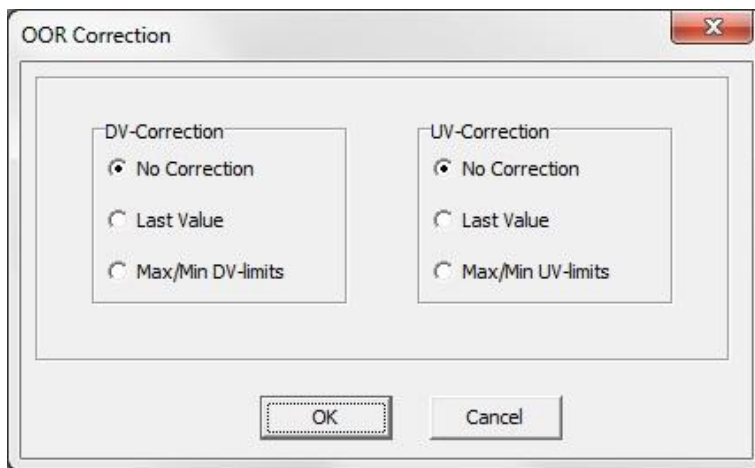 OOR Correction
DV-Correction
No Correction
Last Value
Max/Min DV-limits
UV-Correction
No Correction
Last Value
Max/Min UV-limits
OK
Cancel